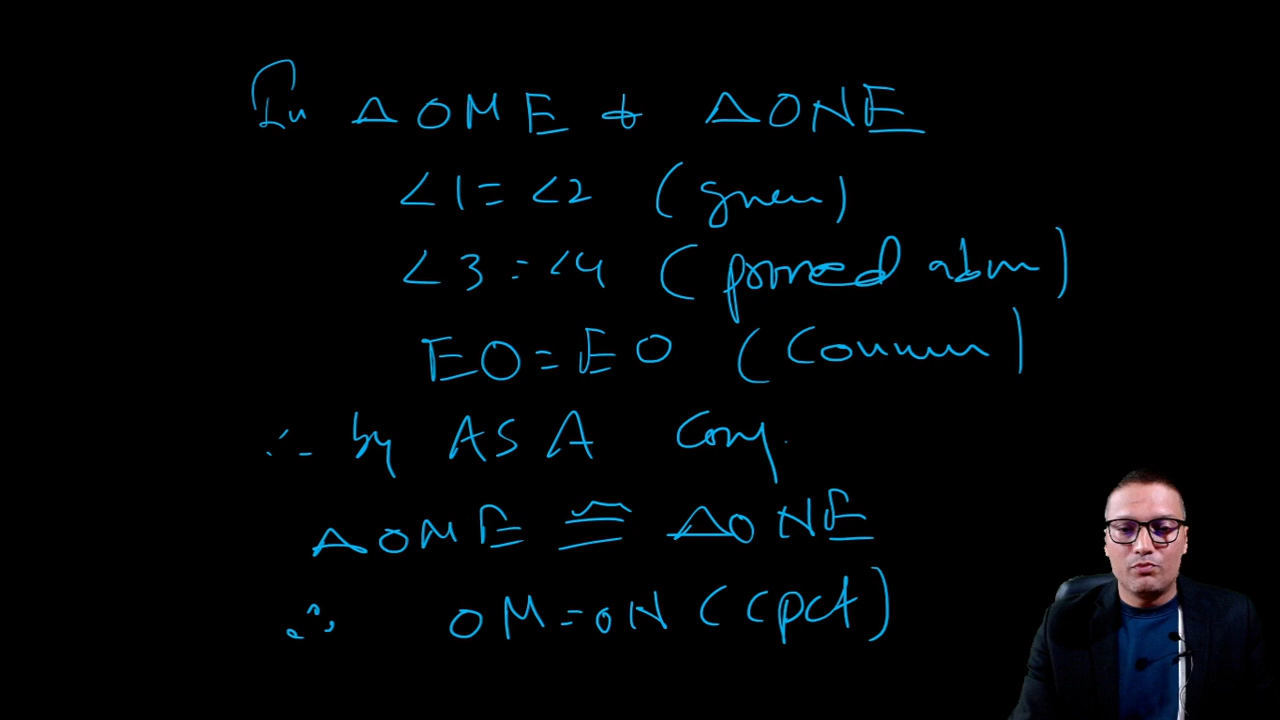 In △OME & △ONE
∠1 = ∠2 (given)
∠3 = ∠4 (proved above)
EO = EO (Common)
∴ by ASA Cong.
△OME ≅ △ONE
∴ OM = ON (cpct)